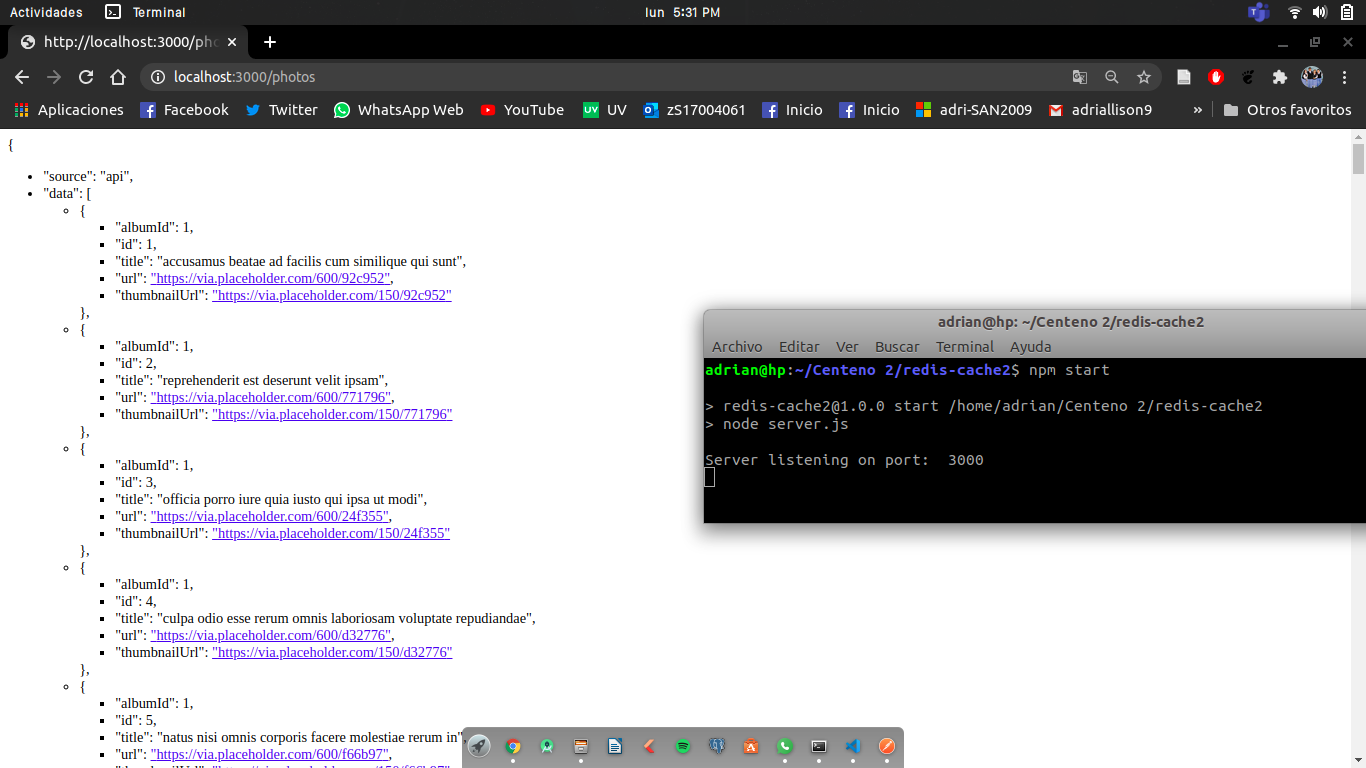 Actividades Terminal lun 5:31 PM
http://localhost:3000/pho
localhost:3000/photos
Aplicaciones Facebook Twitter WhatsApp Web YouTube UV zS17004061 Inicio Inicio adri-SAN2009 adriallison9 » Otros favoritos
{
"source": "api",
"data": [
{
"albumId": 1,
"id": 1,
"title": "accusamus beatae ad facilis cum similique qui sunt",
"url": "https://via.placeholder.com/600/92c952",
"thumbnailUrl": "https://via.placeholder.com/150/92c952"
},
{
"albumId": 1,
"id": 2,
"title": "reprehenderit est deserunt velit ipsam",
"url": "https://via.placeholder.com/600/771796",
"thumbnailUrl": "https://via.placeholder.com/150/771796"
},
{
"albumId": 1,
"id": 3,
"title": "officia porro iure quia iusto qui ipsa ut modi",
"url": "https://via.placeholder.com/600/24f355",
"thumbnailUrl": "https://via.placeholder.com/150/24f355"
},
{
"albumId": 1,
"id": 4,
"title": "culpa odio esse rerum omnis laboriosam voluptate repudiandae",
"url": "https://via.placeholder.com/600/d32776",
"thumbnailUrl": "https://via.placeholder.com/150/d32776"
},
{
"albumId": 1,
"id": 5,
"title": "natus nisi omnis corporis facere molestiae rerum in",
"url": "https://via.placeholder.com/600/f66b97",
adrian@hp: ~/Centeno 2/redis-cache2
Archivo Editar Ver Buscar Terminal Ayuda
adrian@hp:~/Centeno 2/redis-cache2$ npm start
> redis-cache2@1.0.0 start /home/adrian/Centeno 2/redis-cache2
> node server.js
Server listening on port:  3000